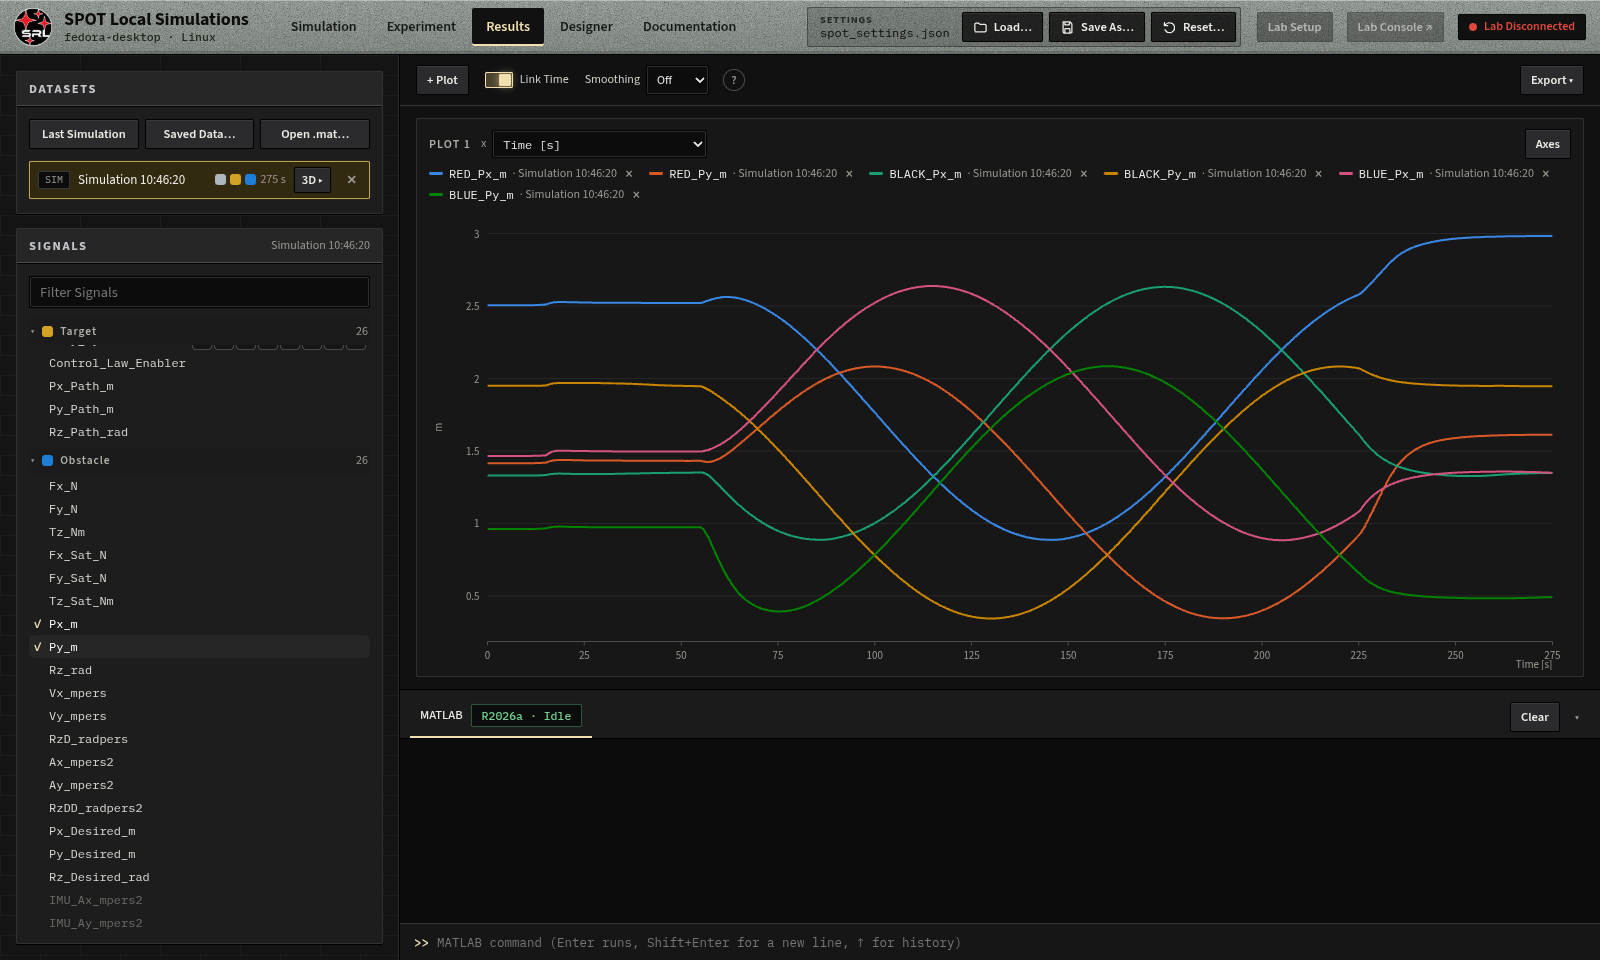 SRL
SPOT Local Simulations
fedora-desktop · Linux
Simulation
Experiment
Results
Designer
Documentation
SETTINGS
spot_settings.json
Load...
Save As...
Reset...
Lab Setup
Lab Console ↗
Lab Disconnected
DATASETS
Last Simulation
Saved Data...
Open .mat...
SIM
Simulation 10:46:20
275 s
3D ▸
×
SIGNALS
Simulation 10:46:20
Filter Signals
Target
26
Control_Law_Enabler
Px_Path_m
Py_Path_m
Rz_Path_rad
Obstacle
26
Fx_N
Fy_N
Tz_Nm
Fx_Sat_N
Fy_Sat_N
Tz_Sat_Nm
√ Px_m
√ Py_m
Rz_rad
Vx_mpers
Vy_mpers
RzD_radpers
Ax_mpers2
Ay_mpers2
RzDD_radpers2
Px_Desired_m
Py_Desired_m
Rz_Desired_rad
IMU_Ax_mpers2
IMU_Ay_mpers2
+ Plot
Link Time
Smoothing
Off
?
Export ▾
PLOT 1
x
Time [s]
Axes
RED_Px_m · Simulation 10:46:20 ×
RED_Py_m · Simulation 10:46:20 ×
BLACK_Px_m · Simulation 10:46:20 ×
BLACK_Py_m · Simulation 10:46:20 ×
BLUE_Px_m · Simulation 10:46:20 ×
BLUE_Py_m · Simulation 10:46:20 ×
3
2.5
2
1.5
1
0.5
m
0
25
50
75
100
125
150
175
200
225
250
275
Time [s]
MATLAB
R2026a · Idle
Clear
>> MATLAB command (Enter runs, Shift+Enter for a new line, ↑ for history)